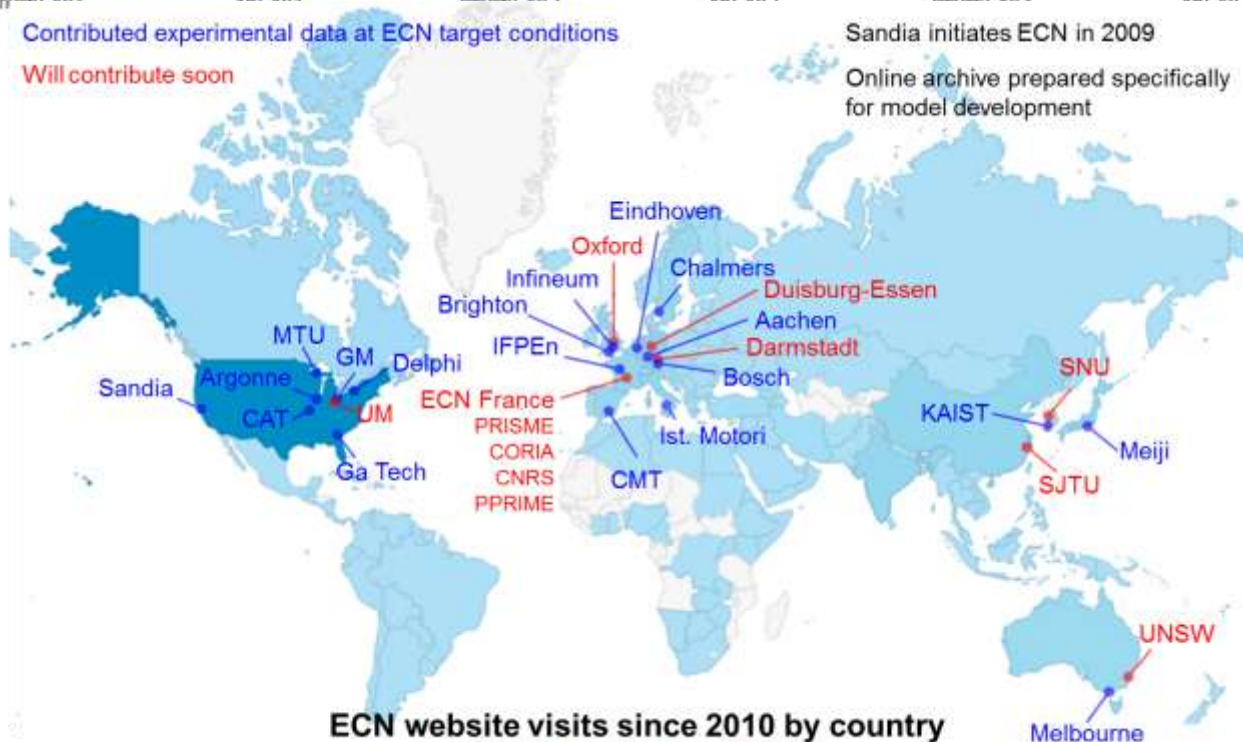 Contributed experimental data at ECN target conditions
Will contribute soon
Sandia initiates ECN in 2009
Online archive prepared specifically
for model development
Eindhoven
Oxford
Infineum
Chalmers
Brighton
Duisburg-Essen
IFPEn
Aachen
Darmstadt
Bosch
MTU
GM
Delphi
Argonne
Sandia
CAT
UM
Ga Tech
ECN France
PRISME
CORIA
CNRS
PPRIME
Ist. Motori
CMT
SNU
KAIST
Meiji
SJTU
UNSW
Melbourne
ECN website visits since 2010 by country